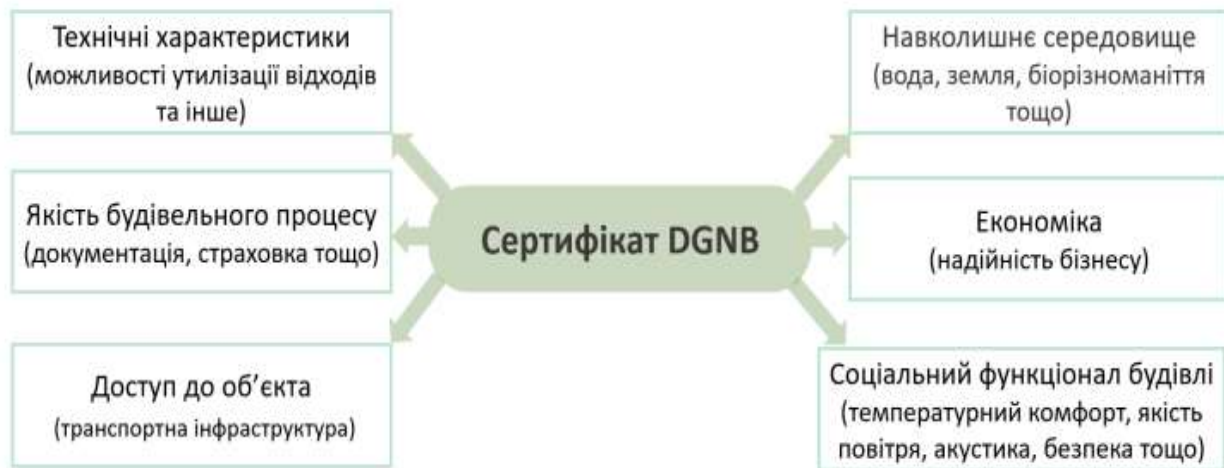 Технічні характеристики
(можливості утилізації відходів
та інше)
Якість будівельного процесу
(документація, страховка тощо)
Доступ до об’єкта
(транспортна інфраструктура)
Сертифікат DGNB
Навколишнє середовище
(вода, земля, біорізноманіття
тощо)
Економіка
(надійність бізнесу)
Соціальний функціонал будівлі
(температурний комфорт, якість
повітря, акустика, безпека тощо)